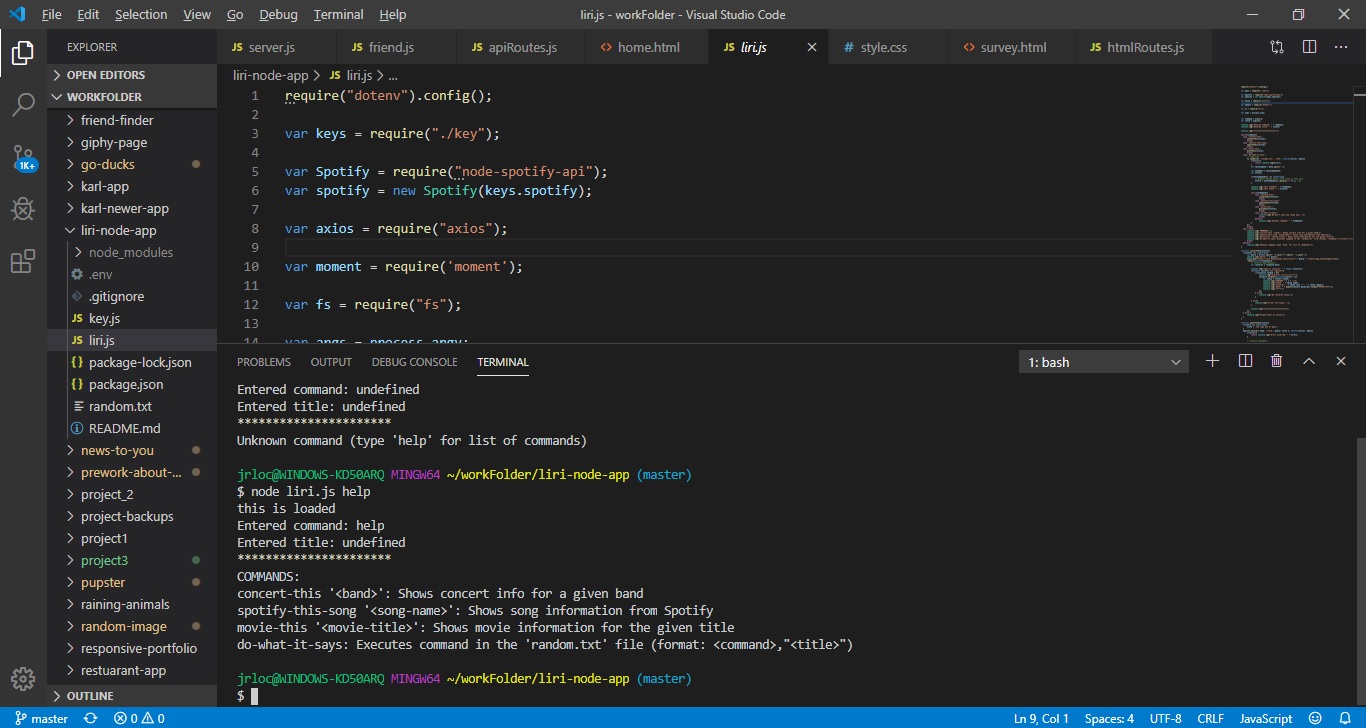 File Edit Selection View Go Debug Terminal Help
liri.js - workFolder - Visual Studio Code
EXPLORER
OPEN EDITORS
WORKFOLDER
friend-finder
giphy-page
go-ducks
karl-app
karl-newer-app
liri-node-app
node_modules
.env
.gitignore
JS key.js
JS liri.js
{} package-lock.json
{} package.json
random.txt
README.md
news-to-you
prework-about-...
project_2
project-backups
project1
project3
pupster
raining-animals
random-image
responsive-portfolio
restuarant-app
OUTLINE
1K+
JS server.js JS friend.js JS apiRoutes.js <> home.html JS liri.js # style.css <> survey.html JS htmlRoutes.js
liri-node-app > JS liri.js > ...
1 require("dotenv").config();
2
3 var keys = require("./key");
4
5 var Spotify = require("node-spotify-api");
6 var spotify = new Spotify(keys.spotify);
7
8 var axios = require("axios");
9
10 var moment = require('moment');
11
12 var fs = require("fs");
13
14 var args = process.argv;
PROBLEMS OUTPUT DEBUG CONSOLE TERMINAL
1: bash
Entered command: undefined
Entered title: undefined
**********************
Unknown command (type 'help' for list of commands)
jrloc@WINDOWS-KD50ARQ MINGW64 ~/workFolder/liri-node-app (master)
$ node liri.js help
this is loaded
Entered command: help
Entered title: undefined
**********************
COMMANDS:
concert-this '<band>': Shows concert info for a given band
spotify-this-song '<song-name>': Shows song information from Spotify
movie-this '<movie-title>': Shows movie information for the given title
do-what-it-says: Executes command in the 'random.txt' file (format: <command>,"<title>")
jrloc@WINDOWS-KD50ARQ MINGW64 ~/workFolder/liri-node-app (master)
$
master 0 0 Ln 9, Col 1 Spaces: 4 UTF-8 CRLF JavaScript